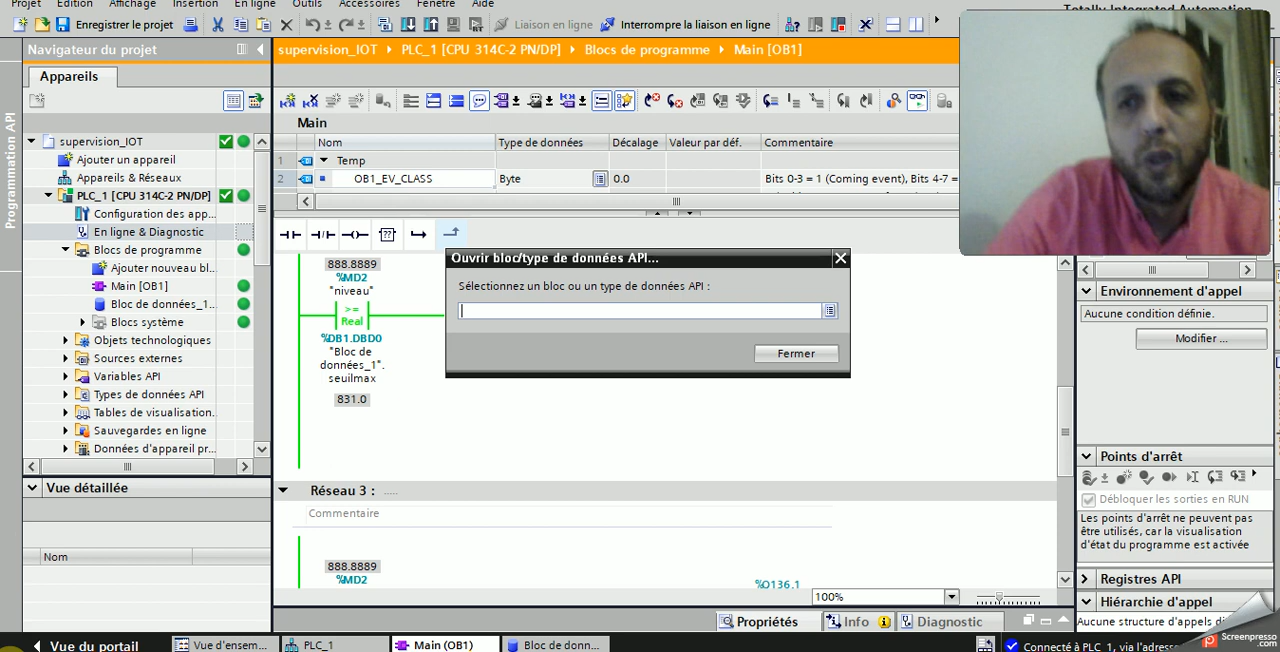 Projet Edition Affichage Insertion En ligne Outils Accessoires Fenêtre Aide
Totally Integrated Automation
Enregistrer le projet
Liaison en ligne
Interrompre la liaison en ligne
Navigateur du projet
supervision_IOT
PLC_1 [CPU 314C-2 PN/DP]
Blocs de programme
Main [OB1]
Programmation API
Appareils
supervision_IOT
Ajouter un appareil
Appareils & Réseaux
PLC_1 [CPU 314C-2 PN/DP]
Configuration des app...
En ligne & Diagnostic
Blocs de programme
Ajouter nouveau bl...
Main [OB1]
Bloc de données_1...
Blocs système
Objets technologiques
Sources externes
Variables API
Types de données API
Tables de visualisation...
Sauvegardes en ligne
Données d'appareil pr...
Vue détaillée
Nom
Main
Nom Type de données Décalage Valeur par déf. Commentaire
1 Temp
2 OB1_EV_CLASS Byte 0.0 Bits 0-3 = 1 (Coming event), Bits 4-7 =
888.8889
%MD2
"niveau"
>=
Real
%DB1.DBD0
"Bloc de
données_1".
seuilmax
831.0
Ouvrir bloc/type de données API...
Sélectionnez un bloc ou un type de données API :
Fermer
Réseau 3 : .....
Commentaire
888.8889
%MD2
%Q136.1
100%
Propriétés
Info
Diagnostic
Environnement d'appel
Aucune condition définie.
Modifier ...
Points d'arrêt
Débloquer les sorties en RUN
Les points d'arrêt ne peuvent pas
être utilisés, car la visualisation
d'état du programme est activée
Registres API
Hiérarchie d'appel
Aucune structure d'appels
Vue du portail
Vue d'ensem...
PLC_1
Main (OB1)
Bloc de donn...
Connecté à PLC_1, via l'adresse
Screenpresso
.com